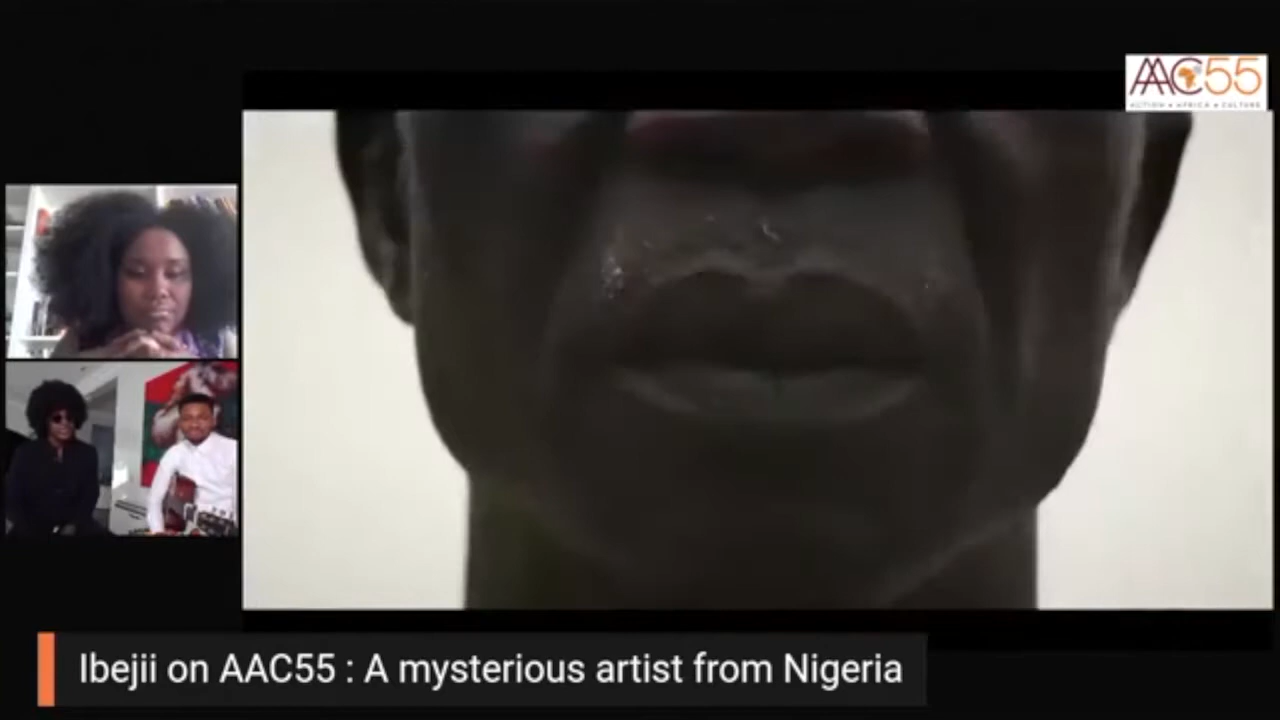 AAC55
ACTION • AFRICA • CULTURE
Ibejii on AAC55 : A mysterious artist from Nigeria